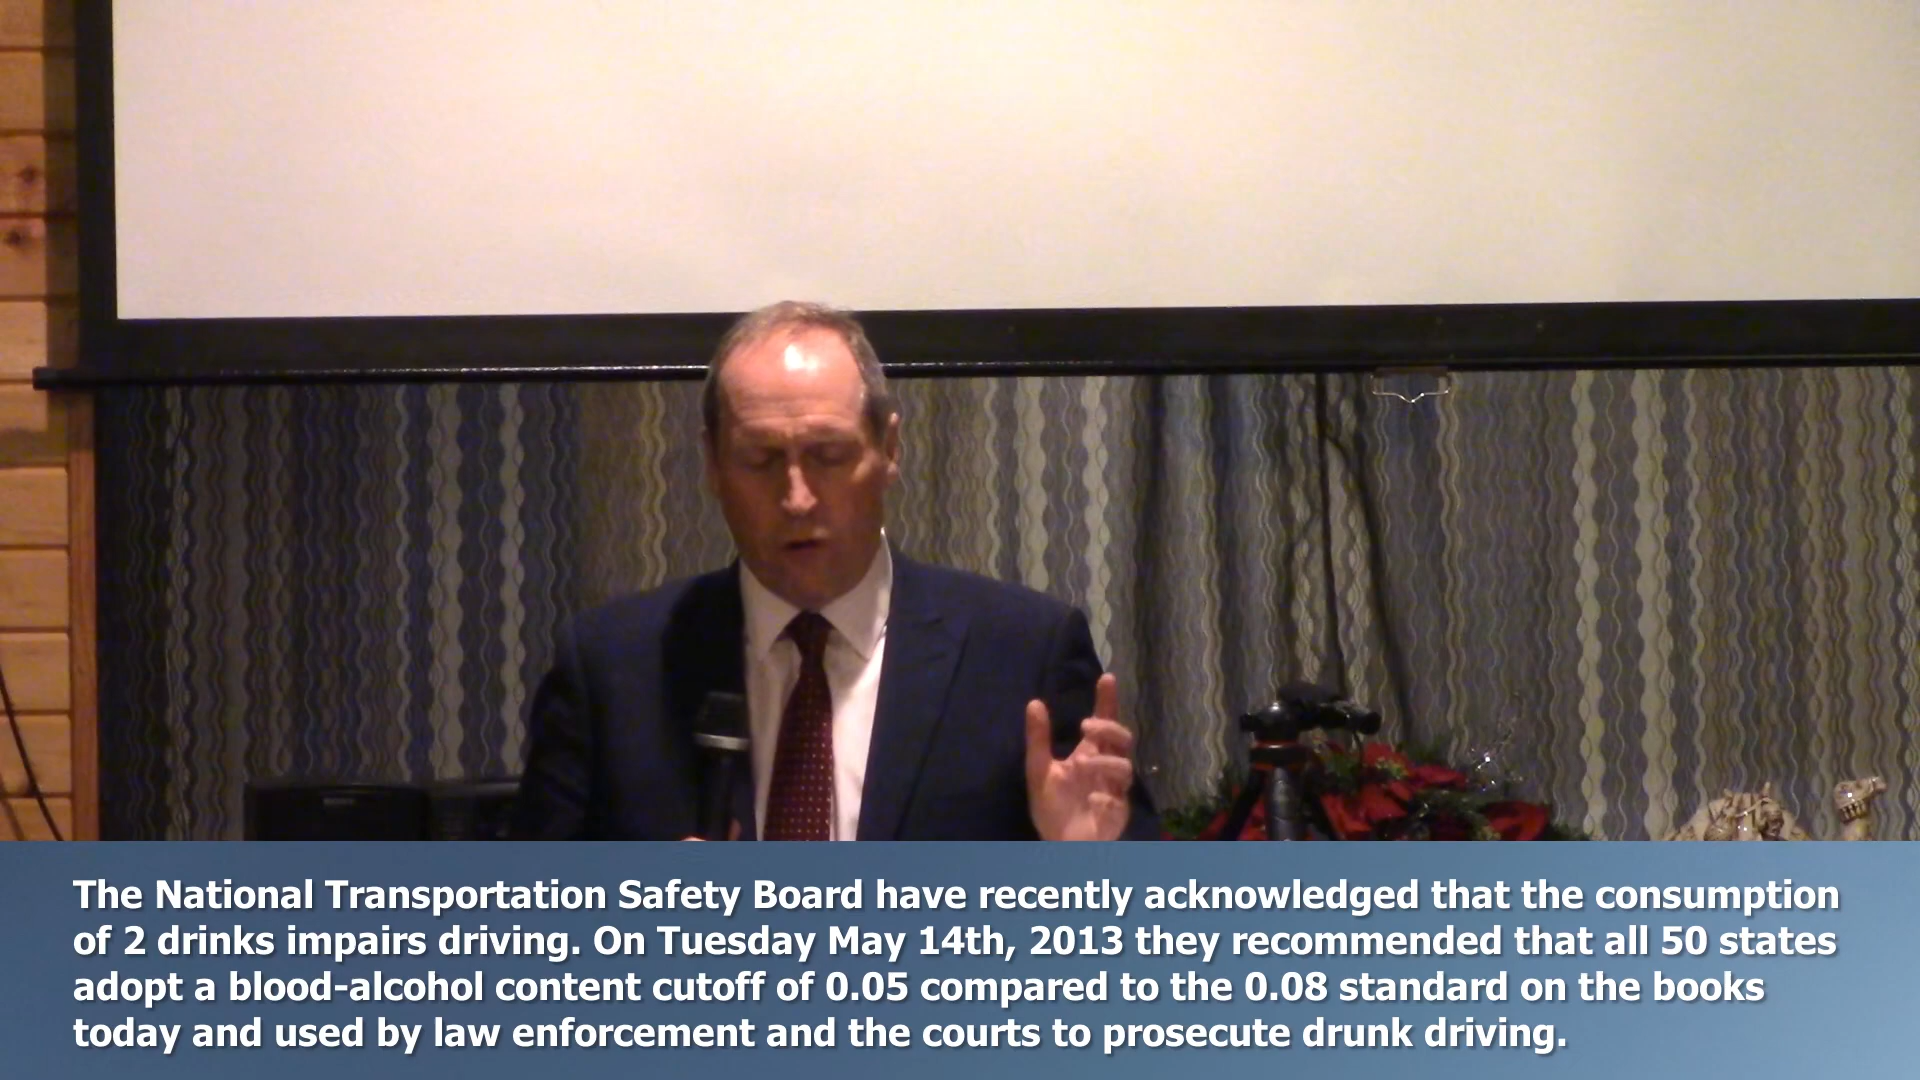 The National Transportation Safety Board have recently acknowledged that the consumption
of 2 drinks impairs driving. On Tuesday May 14th, 2013 they recommended that all 50 states
adopt a blood-alcohol content cutoff of 0.05 compared to the 0.08 standard on the books
today and used by law enforcement and the courts to prosecute drunk driving.